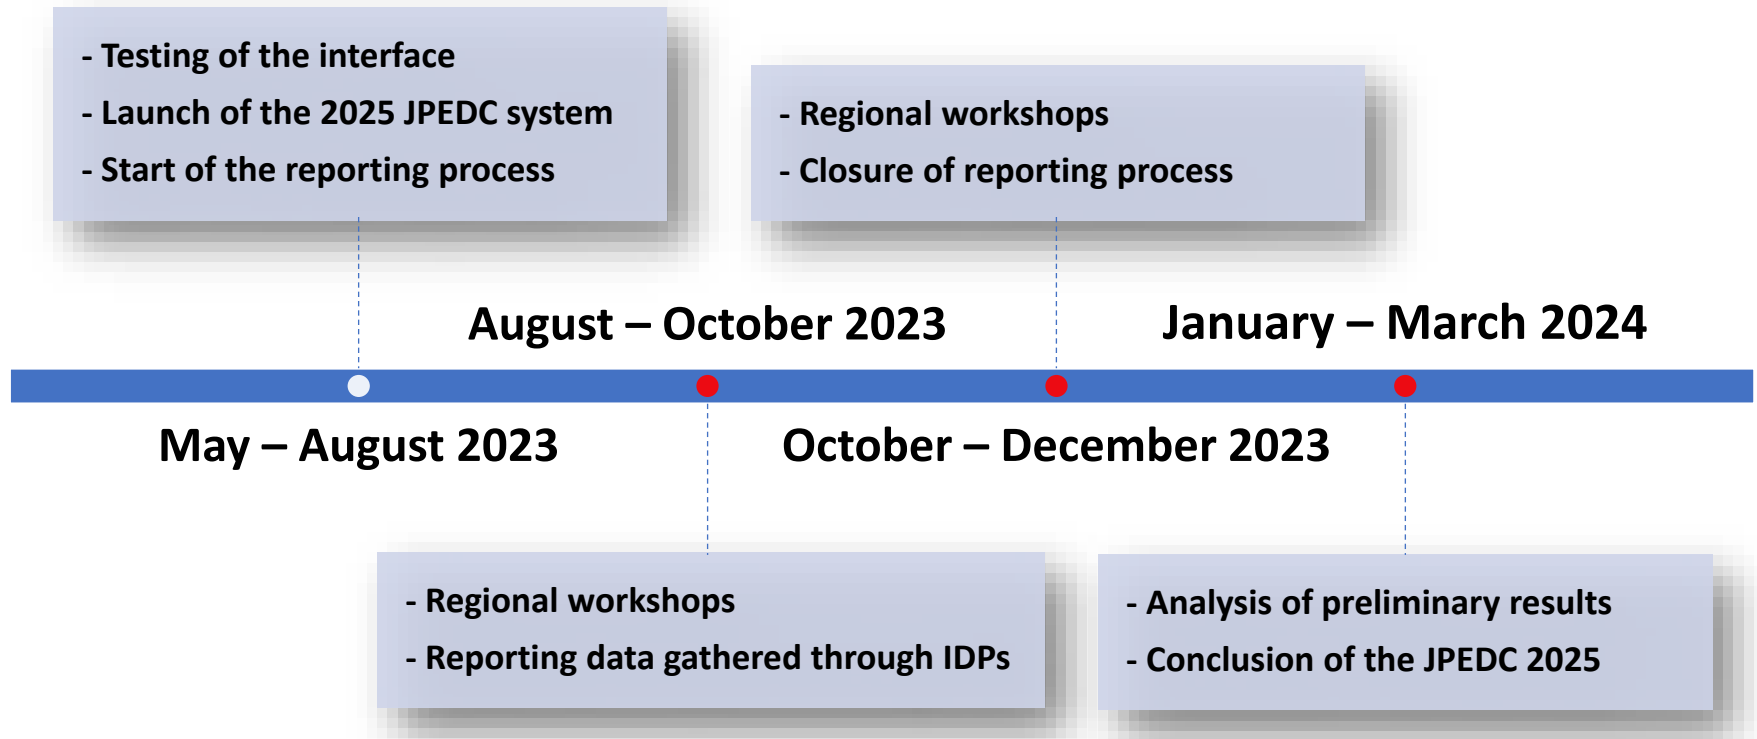 - Testing of the interface
- Launch of the 2025 JPEDC system
- Start of the reporting process
- Regional workshops
- Closure of reporting process
August – October 2023
January – March 2024
May – August 2023
October – December 2023
- Regional workshops
- Reporting data gathered through IDPs
- Analysis of preliminary results
- Conclusion of the JPEDC 2025